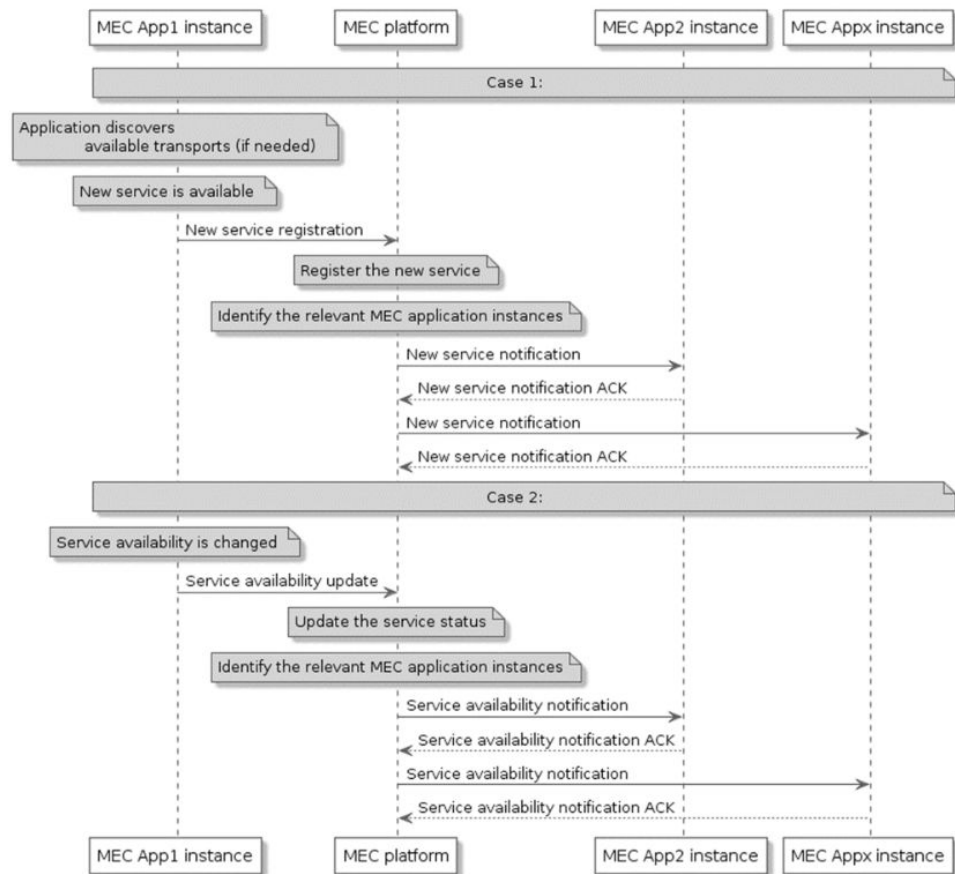 MEC App1 instance
MEC platform
MEC App2 instance
MEC Appx instance
Case 1:
Application discovers
available transports (if needed)
New service is available
New service registration
Register the new service
Identify the relevant MEC application instances
New service notification
New service notification ACK
New service notification
New service notification ACK
Case 2:
Service availability is changed
Service availability update
Update the service status
Identify the relevant MEC application instances
Service availability notification
Service availability notification ACK
Service availability notification
Service availability notification ACK
MEC App1 instance
MEC platform
MEC App2 instance
MEC Appx instance